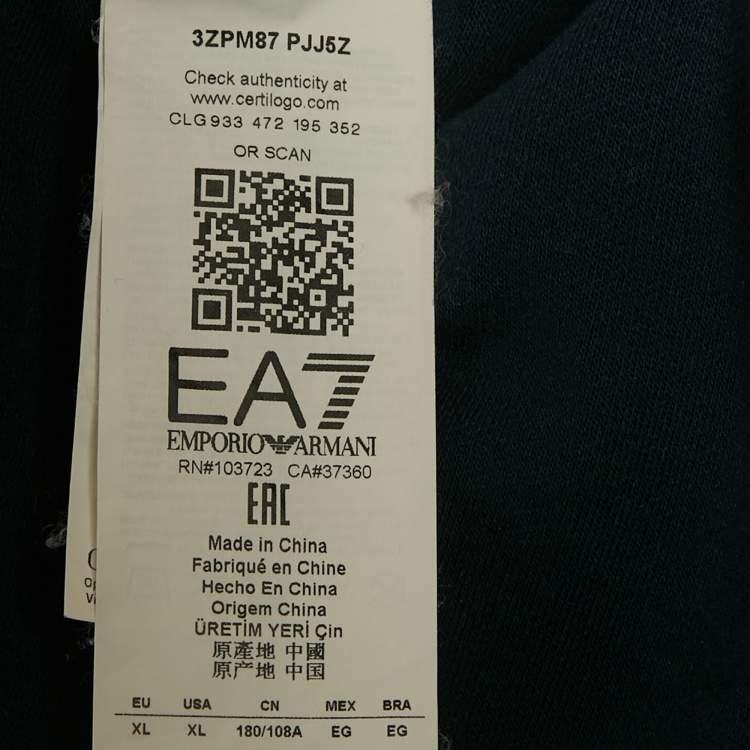 3ZPM87 PJJ5Z
Check authenticity at
www.certilogo.com
CLG 933 472 195 352
OR SCAN
EA7
EMPORIO ARMANI
RN#103723 CA#37360
EAC
Made in China
Fabriqué en Chine
Hecho En China
Origem China
ÜRETİM YERİ Çin
原產地 中國
原产地 中国
EU USA CN MEX BRA
XL XL 180/108A EG EG